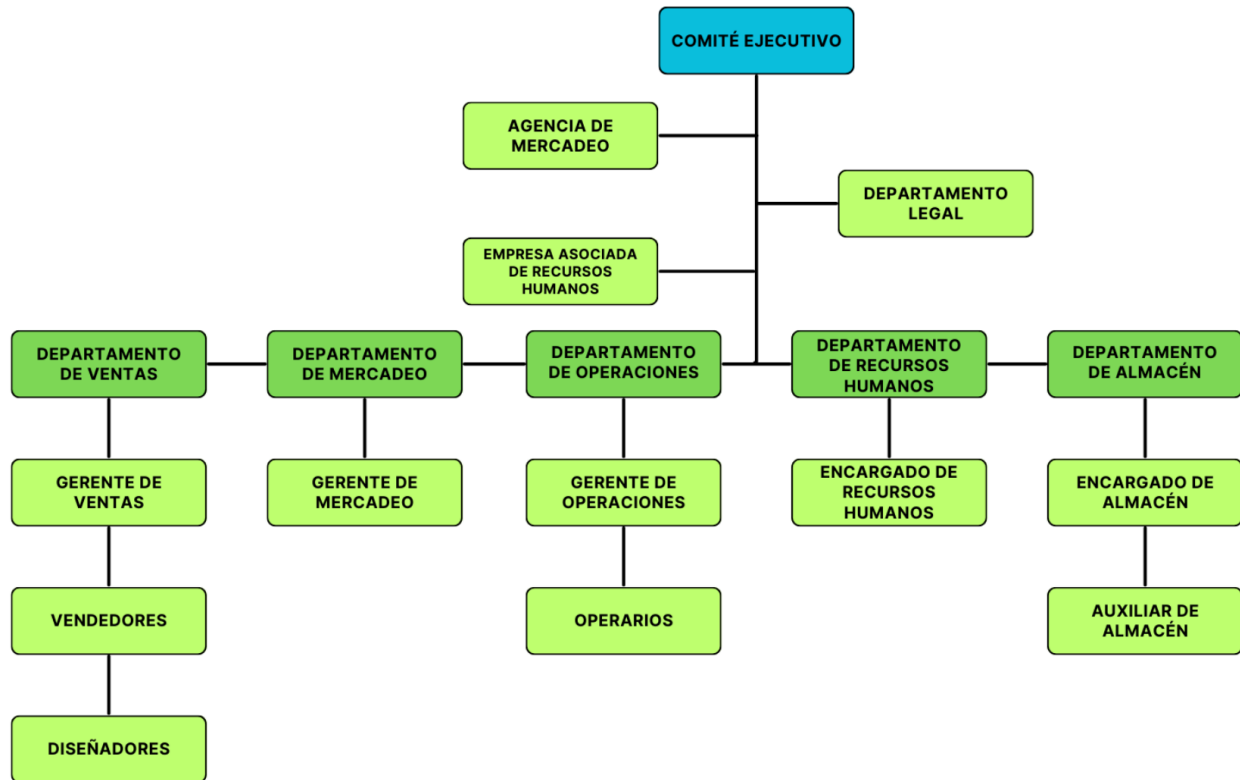 COMITÉ EJECUTIVO
AGENCIA DE
MERCADEO
DEPARTAMENTO
LEGAL
EMPRESA ASOCIADA
DE RECURSOS
HUMANOS
DEPARTAMENTO
DE VENTAS
DEPARTAMENTO
DE MERCADEO
DEPARTAMENTO
DE OPERACIONES
DEPARTAMENTO
DE RECURSOS
HUMANOS
DEPARTAMENTO
DE ALMACÉN
GERENTE DE
VENTAS
GERENTE DE
MERCADEO
GERENTE DE
OPERACIONES
ENCARGADO DE
RECURSOS
HUMANOS
ENCARGADO DE
ALMACÉN
VENDEDORES
OPERARIOS
AUXILIAR DE
ALMACÉN
DISEÑADORES